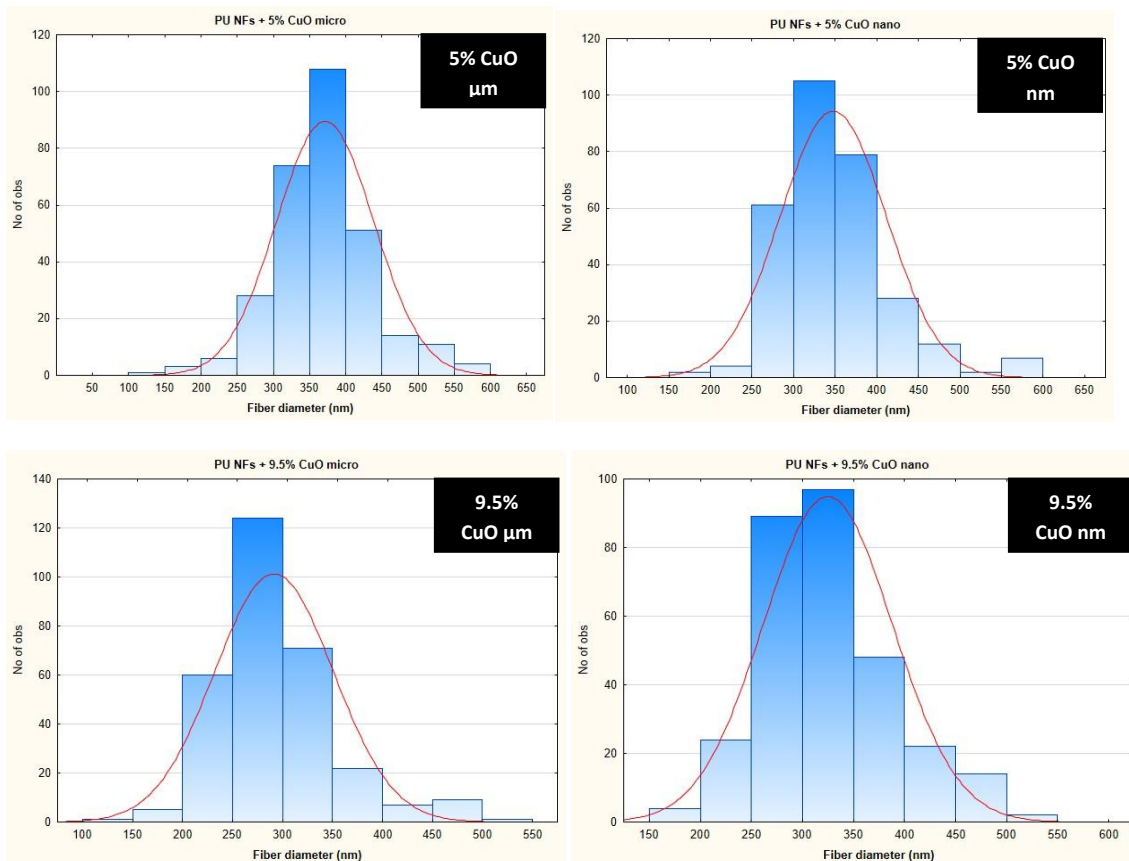 PU NFs + 5% CuO micro
120
100
80
60
40
20
0
No of obs
50 100 150 200 250 300 350 400 450 500 550 600 650
Fiber diameter (nm)
5% CuO
µm
PU NFs + 5% CuO nano
120
100
80
60
40
20
0
No of obs
100 150 200 250 300 350 400 450 500 550 600 650
Fiber diameter (nm)
5% CuO
nm
PU NFs + 9.5% CuO micro
140
120
100
80
60
40
20
0
No of obs
100 150 200 250 300 350 400 450 500 550
Fiber diameter (nm)
9.5%
CuO µm
PU NFs + 9.5% CuO nano
100
80
60
40
20
0
No of obs
150 200 250 300 350 400 450 500 550 600
Fiber diameter (nm)
9.5%
CuO nm